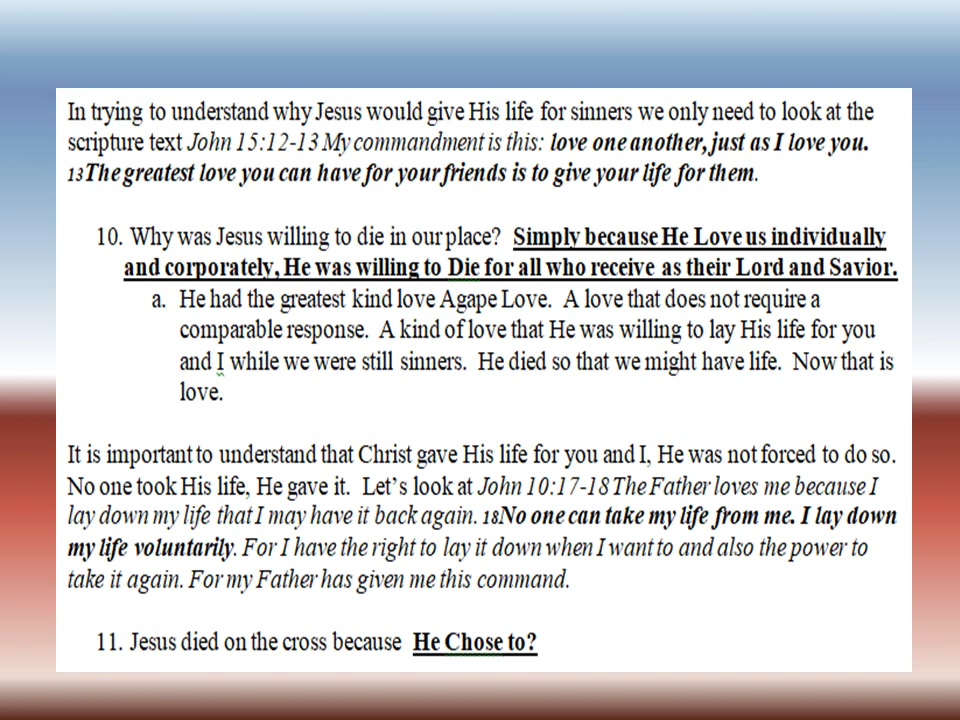 In trying to understand why Jesus would give His life for sinners we only need to look at the
scripture text John 15:12-13 My commandment is this: love one another, just as I love you.
13The greatest love you can have for your friends is to give your life for them.
10. Why was Jesus willing to die in our place? Simply because He Love us individually
and corporately, He was willing to Die for all who receive as their Lord and Savior.
a. He had the greatest kind love Agape Love. A love that does not require a
comparable response. A kind of love that He was willing to lay His life for you
and I while we were still sinners. He died so that we might have life. Now that is
love.
It is important to understand that Christ gave His life for you and I, He was not forced to do so.
No one took His life, He gave it. Let's look at John 10:17-18 The Father loves me because I
lay down my life that I may have it back again. 18No one can take my life from me. I lay down
my life voluntarily. For I have the right to lay it down when I want to and also the power to
take it again. For my Father has given me this command.
11. Jesus died on the cross because He Chose to?